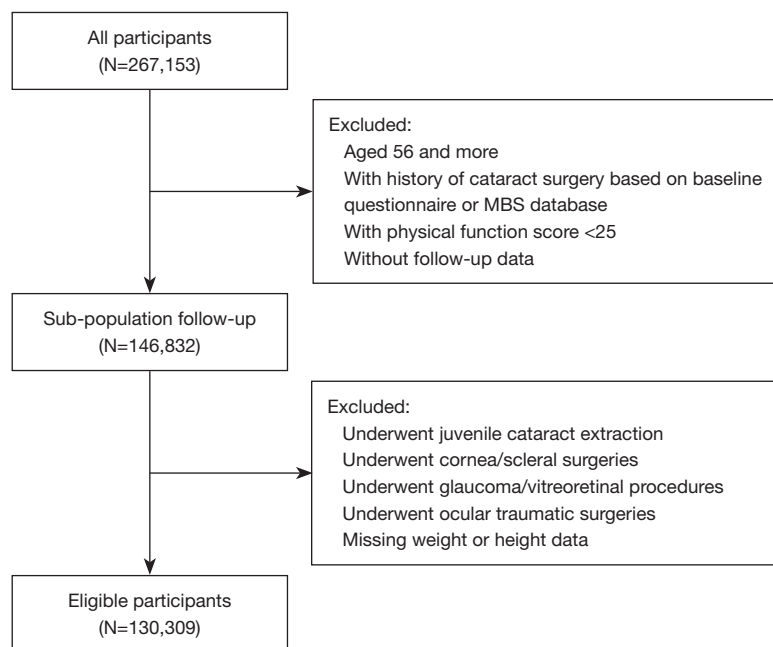 All participants
(N=267,153)
Excluded:
Aged 56 and more
With history of cataract surgery based on baseline
questionnaire or MBS database
With physical function score <25
Without follow-up data
Sub-population follow-up
(N=146,832)
Excluded:
Underwent juvenile cataract extraction
Underwent cornea/scleral surgeries
Underwent glaucoma/vitreoretinal procedures
Underwent ocular traumatic surgeries
Missing weight or height data
Eligible participants
(N=130,309)